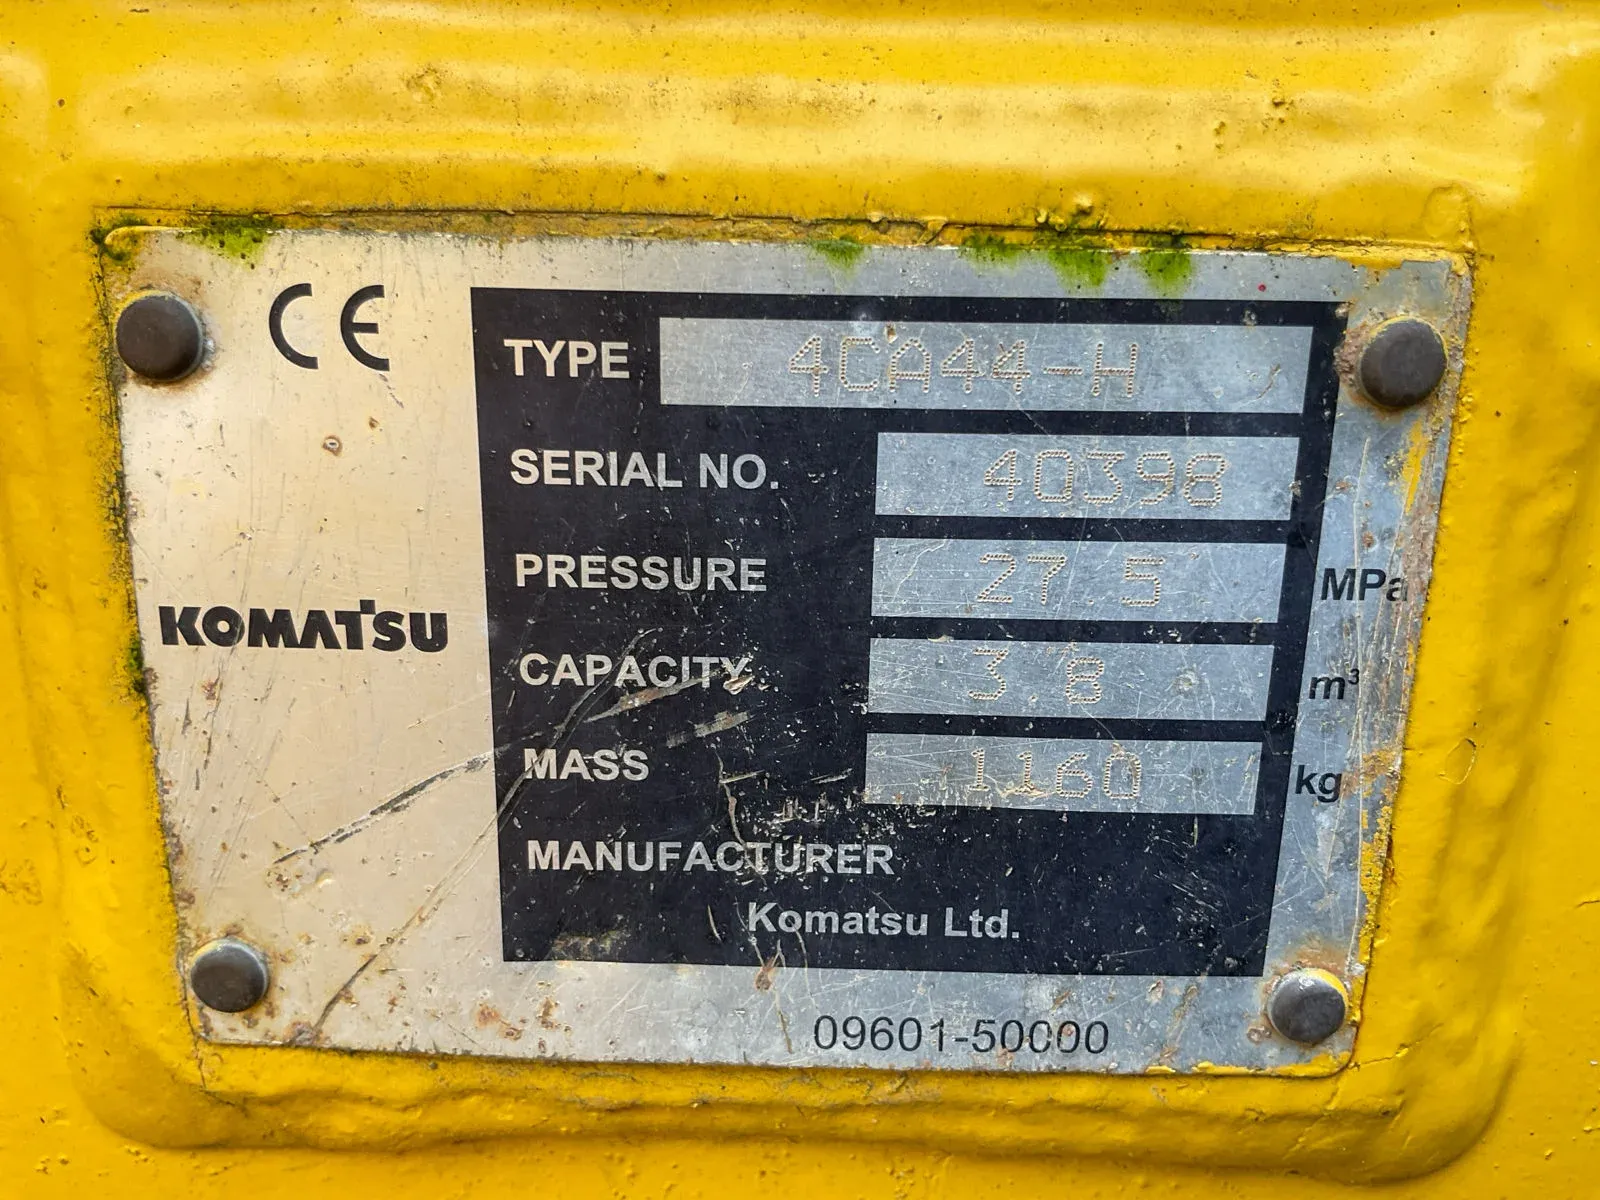 CE
TYPE 4CA44-H
SERIAL NO. 40398
PRESSURE 27.5 MPa
KOMATSU
CAPACITY 3.8 m³
MASS 1160 kg
MANUFACTURER
Komatsu Ltd.
09601-50000